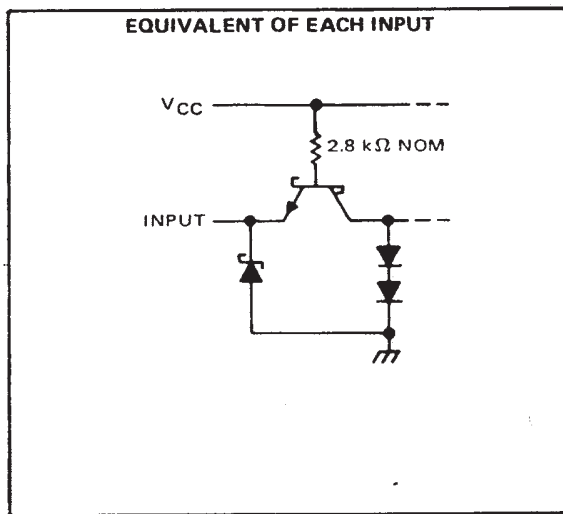 EQUIVALENT OF EACH INPUT
VCC
2.8 kΩ NOM
INPUT